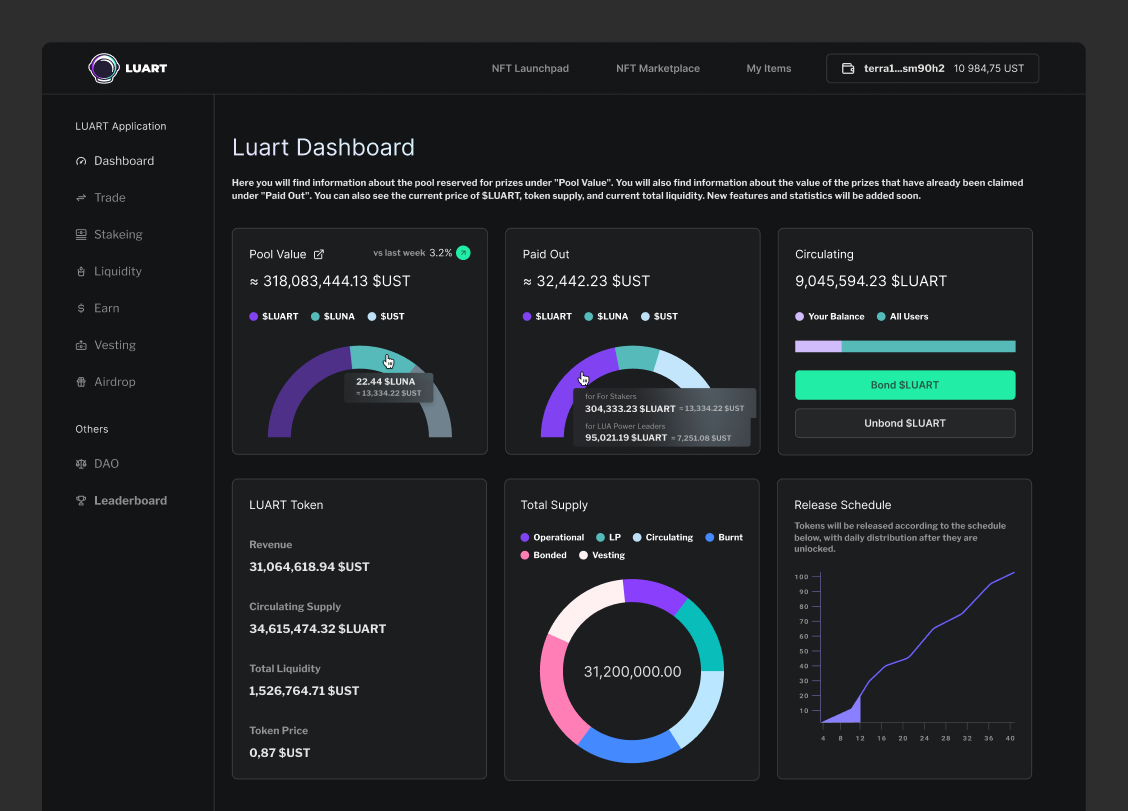 LUART
NFT Launchpad
NFT Marketplace
My Items
terra1...sm90h2 10 984,75 UST
LUART Application
Dashboard
Trade
Stakeing
Liquidity
Earn
Vesting
Airdrop
Others
DAO
Leaderboard
Luart Dashboard
Here you will find information about the pool reserved for prizes under "Pool Value". You will also find information about the value of the prizes that have already been claimed
under "Paid Out". You can also see the current price of $LUART, token supply, and current total liquidity. New features and statistics will be added soon.
Pool Value
vs last week 3.2%
≈ 318,083,444.13 $UST
$LUART $LUNA $UST
22.44 $LUNA
≈ 13,334.22 $UST
Paid Out
≈ 32,442.23 $UST
$LUART $LUNA $UST
for For Stakers
304,333.23 $LUART ≈ 13,334.22 $UST
for LUA Power Leaders
95,021.19 $LUART ≈ 7,251.08 $UST
Circulating
9,045,594.23 $LUART
Your Balance All Users
Bond $LUART
Unbond $LUART
LUART Token
Revenue
31,064,618.94 $UST
Circulating Supply
34,615,474.32 $LUART
Total Liquidity
1,526,764.71 $UST
Token Price
0,87 $UST
Total Supply
Operational LP Circulating Burnt
Bonded Vesting
31,200,000.00
Release Schedule
Tokens will be released according to the schedule
below, with daily distribution after they are
unlocked.
100
90
80
70
60
50
40
30
20
10
4 8 12 16 20 24 28 32 36 40